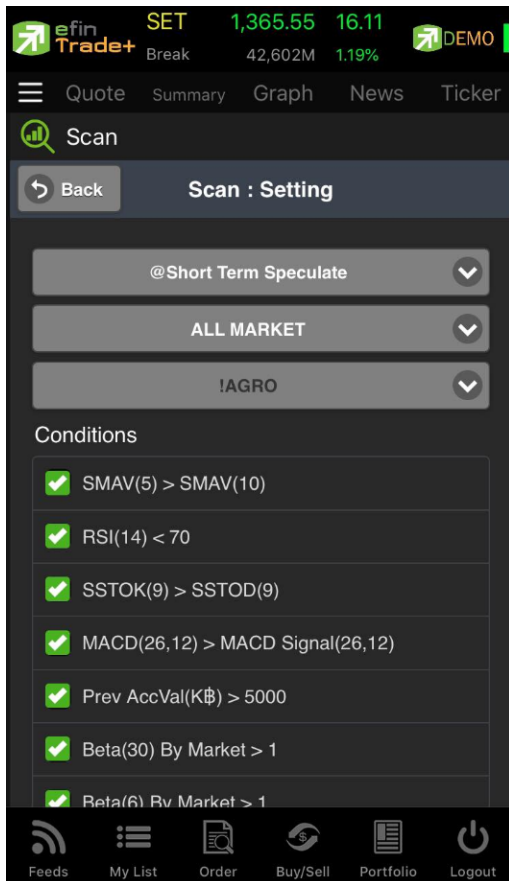 efin
Trade+
SET 1,365.55 16.11
Break 42,602M 1.19%
DEMO
Quote Summary Graph News Ticker
Scan
Back
Scan : Setting
@Short Term Speculate
ALL MARKET
!AGRO
Conditions
SMAV(5) > SMAV(10)
RSI(14) < 70
SSTOK(9) > SSTOD(9)
MACD(26,12) > MACD Signal(26,12)
Prev AccVal(K฿) > 5000
Beta(30) By Market > 1
Beta(6) By Market > 1
Feeds My List Order Buy/Sell Portfolio Logout